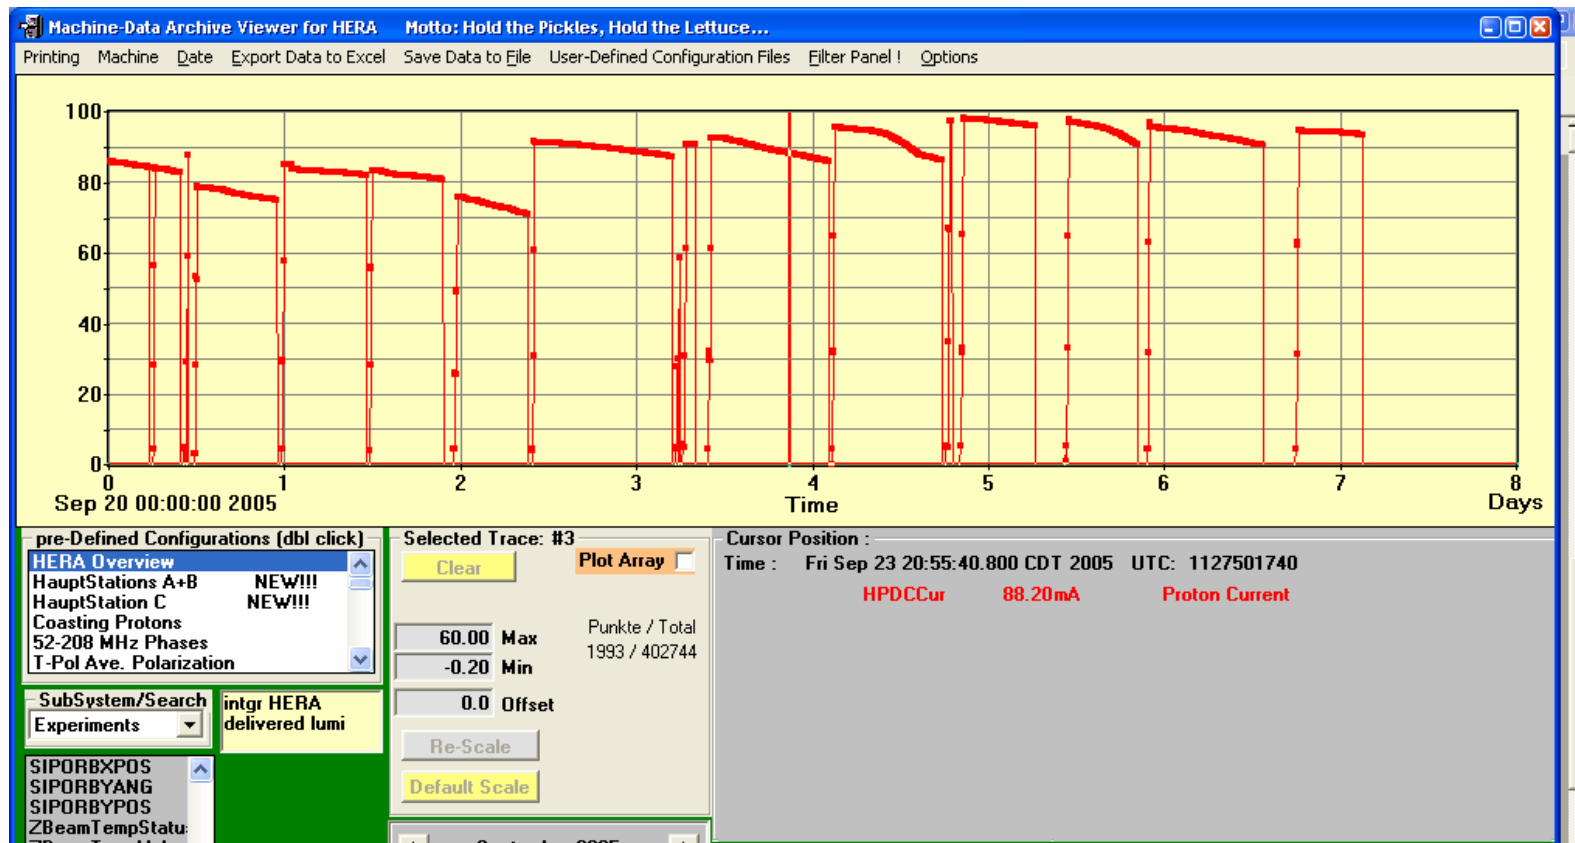 Machine-Data Archive Viewer for HERA Motto: Hold the Pickles, Hold the Lettuce...
Printing Machine Date Export Data to Excel Save Data to File User-Defined Configuration Files Filter Panel ! Options
100
80
60
40
20
0
0 1 2 3 4 5 6 7 8
Sep 20 00:00:00 2005 Time Days
pre-Defined Configurations (dbl click)
HERA Overview
HauptStations A+B NEW!!!
HauptStation C NEW!!!
Coasting Protons
52-208 MHz Phases
T-Pol Ave. Polarization
SubSystem/Search
Experiments
intgr HERA
delivered lumi
SIPORBXPOS
SIPORBYANG
SIPORBYPOS
ZBeamTempStatu
Selected Trace: #3
Clear
Plot Array
60.00 Max
-0.20 Min
0.0 Offset
Punkte / Total
1993 / 402744
Re-Scale
Default Scale
Cursor Position :
Time : Fri Sep 23 20:55:40.800 CDT 2005 UTC: 1127501740
HPDCCur 88.20mA Proton Current